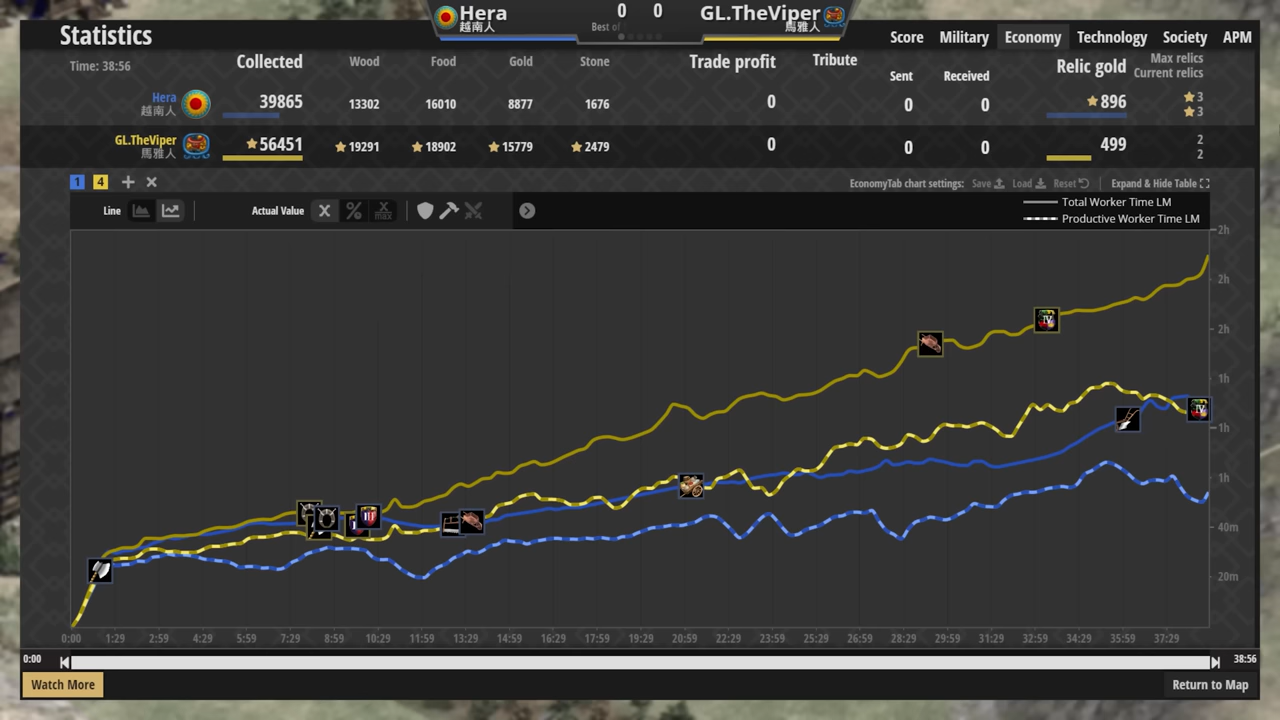 Hera
越南人
0 0
Best of
GL.TheViper
馬雅人
Statistics
Score Military Economy Technology Society APM
Time: 38:56
Collected Wood Food Gold Stone Trade profit Tribute Sent Received Relic gold Max relics
Current relics
Hera
越南人
39865 13302 16010 8877 1676 0 0 0 896 3
3
GL.TheViper
馬雅人
56451 19291 18902 15779 2479 0 0 0 499 2
2
1 4
EconomyTab chart settings: Save Load Reset Expand & Hide Table
Line Actual Value X % X
max
Total Worker Time LM
Productive Worker Time LM
2h
2h
2h
1h
1h
1h
40m
20m
0:00 1:29 2:59 4:29 5:59 7:29 8:59 10:29 11:59 13:29 14:59 16:29 17:59 19:29 20:59 22:29 23:59 25:29 26:59 28:29 29:59 31:29 32:59 34:29 35:59 37:29
0:00 38:56
Watch More Return to Map